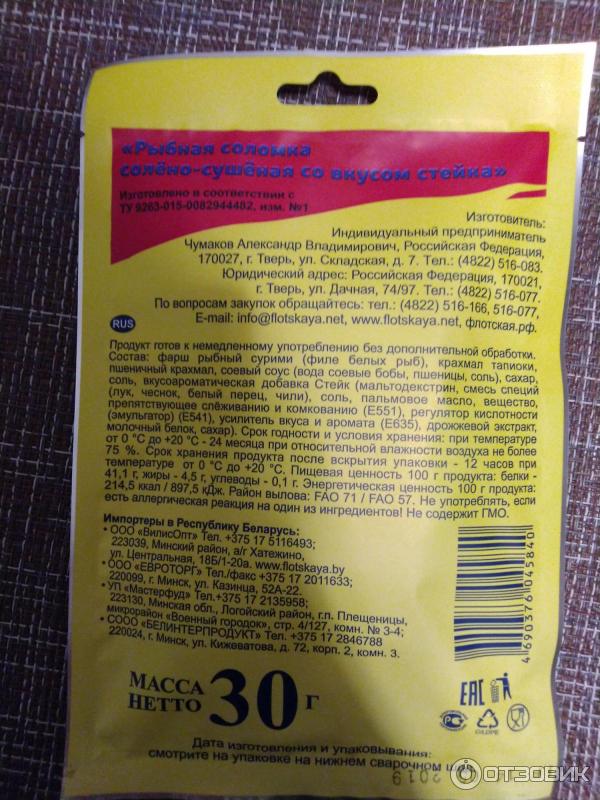 «Рыбная соломка
солёно-сушёная со вкусом стейка»
Изготовлено в соответствии с
ТУ 9263-015-0082944482, изм. №1
Изготовитель:
Индивидуальный предприниматель
Чумаков Александр Владимирович, Российская Федерация,
170027, г. Тверь, ул. Складская, д. 7. Тел.: (4822) 516-083.
Юридический адрес: Российская Федерация, 170021,
г. Тверь, ул. Дачная, 74/97. Тел.: (4822) 516-077.
По вопросам закупок обращайтесь: тел.: (4822) 516-166, 516-077,
E-mail: info@flotskaya.net, www.flotskaya.net, флотская.рф.
RUS
Продукт готов к немедленному употреблению без дополнительной обработки.
Состав: фарш рыбный сурими (филе белых рыб), крахмал тапиоки,
пшеничный крахмал, соевый соус (вода соевые бобы, пшеницы, соль), сахар,
соль, вкусоароматическая добавка Стейк (мальтодекстрин, смесь специй
(лук, чеснок, белый перец, чили), соль, пальмовое масло, вещество,
препятствующее слёживанию и комкованию (Е551), регулятор кислотности
(эмульгатор) (Е541), усилитель вкуса и аромата (Е635), дрожжевой экстракт,
молочный белок, сахар). Срок годности и условия хранения: при температуре
от 0 °С до +20 °С - 24 месяца при относительной влажности воздуха не более
75 %. Срок хранения продукта после вскрытия упаковки - 12 часов при
температуре от 0 °С до +20 °С. Пищевая ценность 100 г продукта: белки -
41,1 г, жиры - 4,5 г, углеводы - 0,1 г. Энергетическая ценность 100 г продукта:
214,5 ккал / 897,5 кДж. Район вылова: FAO 71 / FAO 57. Не употреблять, если
есть аллергическая реакция на один из ингредиентов! Не содержит ГМО.
Импортеры в Республику Беларусь:
• ООО «ВилисОпт» Тел. +375 17 5116493;
223039, Минский район, а/г Хатежино,
ул. Центральная, 18Б/1-20а. www.flotskaya.by
• ООО «ЕВРОТОРГ» Тел./факс +375 17 2011633;
220099, г. Минск, ул. Казинца, 52А-22.
• УП «Мастерфуд» Тел.+375 17 2135958;
223130, Минская обл., Логойский район, г.п. Плещеницы,
микрорайон «Военный городок», стр. 4/127, комн. № 3-4;
• СООО «БЕЛИНТЕРПРОДУКТ» Тел: +375 17 2846788
220024, г. Минск, ул. Кижеватова, д. 72, корп. 2, комн. 3.
4 690376 045840
МАССА
НЕТТО 30 г
EAC
C/LDPE
Дата изготовления и упаковывания:
смотрите на упаковке на нижнем сварочном шве
2019
ОТЗОВИК